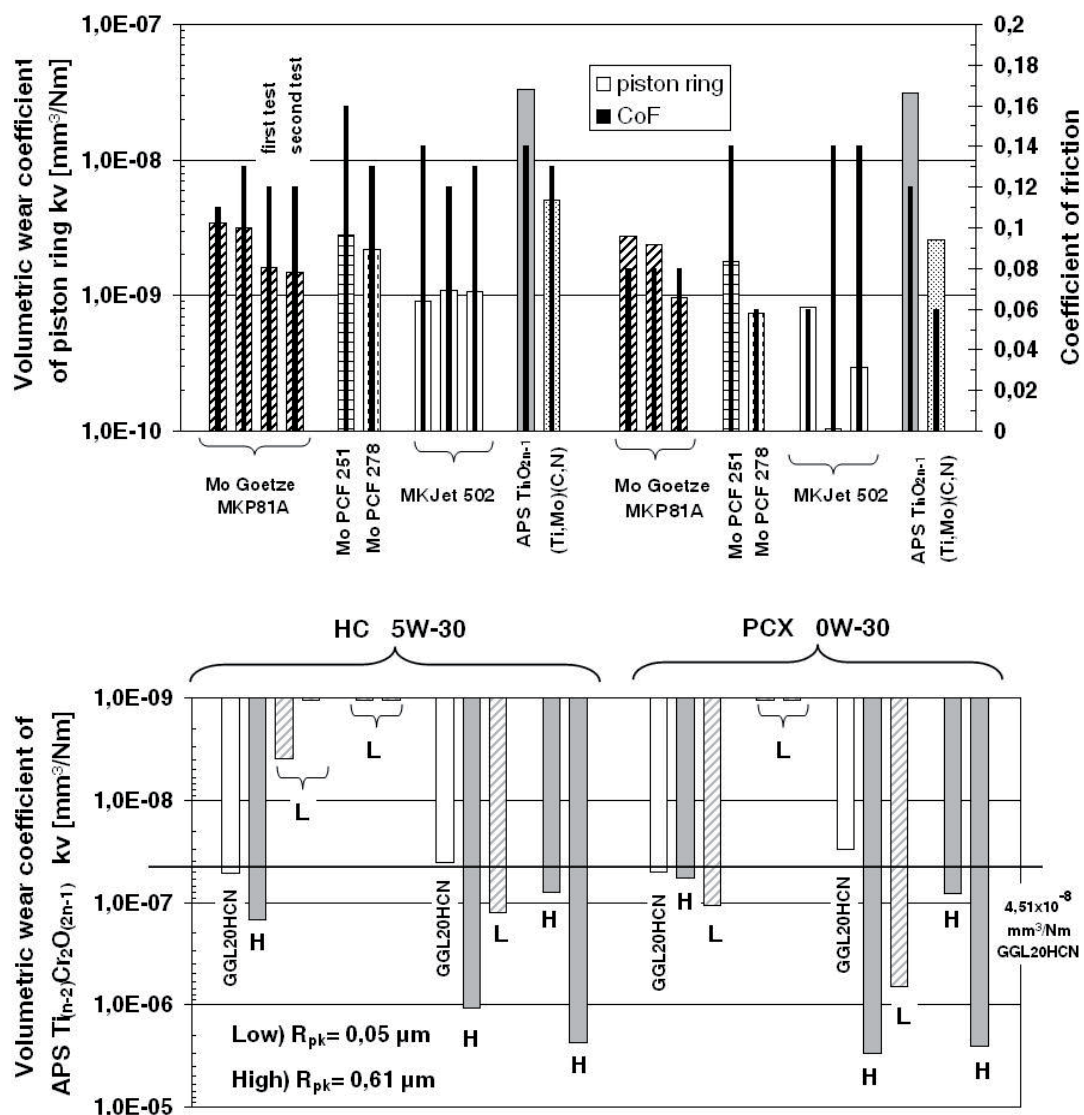 1,0E-07
1,0E-08
1,0E-09
1,0E-10
Volumetric wear coefficient
of piston ring kv [mm³/Nm]
first test
second test
piston ring
CoF
0,2
0,18
0,16
0,14
0,12
0,1
0,08
0,06
0,04
0,02
0
Coefficient of friction
Mo Goetze
MKP81A
Mo PCF 251
Mo PCF 278
MKJet 502
APS TinO2n-1
(Ti,Mo)(C,N)
Mo Goetze
MKP81A
Mo PCF 251
Mo PCF 278
MKJet 502
APS TinO2n-1
(Ti,Mo)(C,N)
HC 5W-30
PCX 0W-30
1,0E-09
1,0E-08
1,0E-07
1,0E-06
1,0E-05
Volumetric wear coefficient of
APS Ti(n-2)Cr2O(2n-1) kv [mm³/Nm]
GGL20HCN
H
L
L
GGL20HCN
H
L
H
H
GGL20HCN
H
L
L
GGL20HCN
H
L
H
H
4,51x10⁻⁸
mm³/Nm
GGL20HCN
Low) Rpk= 0,05 µm
High) Rpk= 0,61 µm